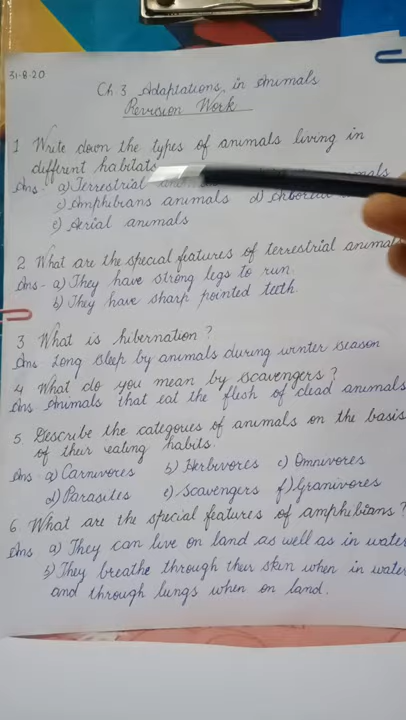 31-8-20
Ch 3 Adaptations in Animals
Revision Work
1 Write down the types of animals living in
different habitats
Ans - a) Terrestrial
c) Amphibians animals d)
e) Aerial animals
2 What are the special features of terrestrial animals
Ans - a) They have strong legs to run.
b) They have sharp pointed teeth.
3 What is hibernation?
Ans Long sleep by animals during winter season
4 What do you mean by scavengers?
Ans Animals that eat the flesh of dead animals
5 Describe the categories of animals on the basis
of their eating habits.
Ans - a) Carnivores b) Herbivores c) Omnivores
d) Parasites e) Scavengers f) Granivores
6 What are the special features of amphibians?
Ans a) They can live on land as well as in water
b) They breathe through their skin when in water
and through lungs when on land.